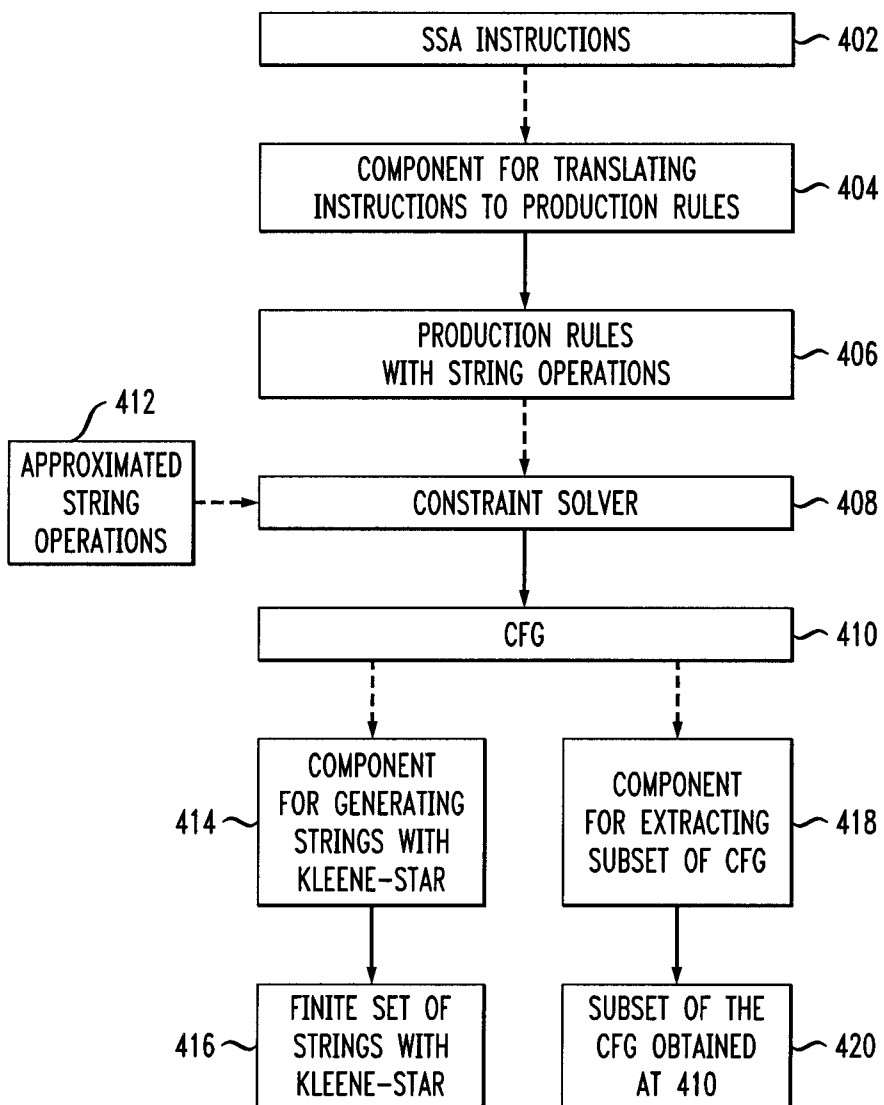 SSA INSTRUCTIONS
402
COMPONENT FOR TRANSLATING
INSTRUCTIONS TO PRODUCTION RULES
404
PRODUCTION RULES
WITH STRING OPERATIONS
406
412
APPROXIMATED
STRING
OPERATIONS
CONSTRAINT SOLVER
408
CFG
410
414
COMPONENT
FOR GENERATING
STRINGS WITH
KLEENE-STAR
COMPONENT
FOR EXTRACTING
SUBSET OF CFG
418
416
FINITE SET OF
STRINGS WITH
KLEENE-STAR
SUBSET OF THE
CFG OBTAINED
AT 410
420